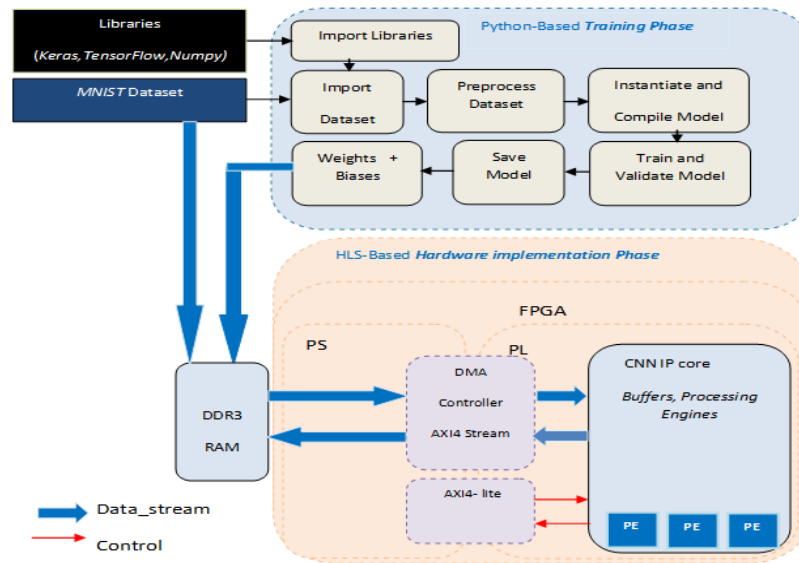 Libraries
(Keras,TensorFlow,Numpy)
MNIST Dataset
Python-Based Training Phase
Import Libraries
Import
Dataset
Preprocess
Dataset
Instantiate and
Compile Model
Weights +
Biases
Save
Model
Train and
Validate Model
HLS-Based Hardware implementation Phase
FPGA
PS
PL
DDR3
RAM
DMA
Controller
AXI4 Stream
CNN IP core
Buffers, Processing
Engines
AXI4- lite
PE
PE
PE
Data_stream
Control